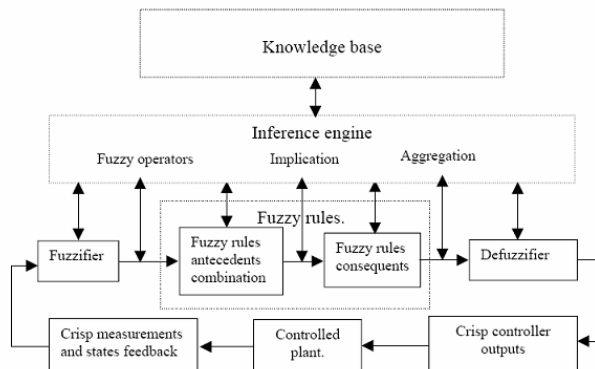 Knowledge base
Inference engine
Fuzzy operators
Implication
Aggregation
Fuzzy rules.
Fuzzifier
Fuzzy rules
antecedents
combination
Fuzzy rules
consequents
Defuzzifier
Crisp measurements
and states feedback
Controlled
plant.
Crisp controller
outputs